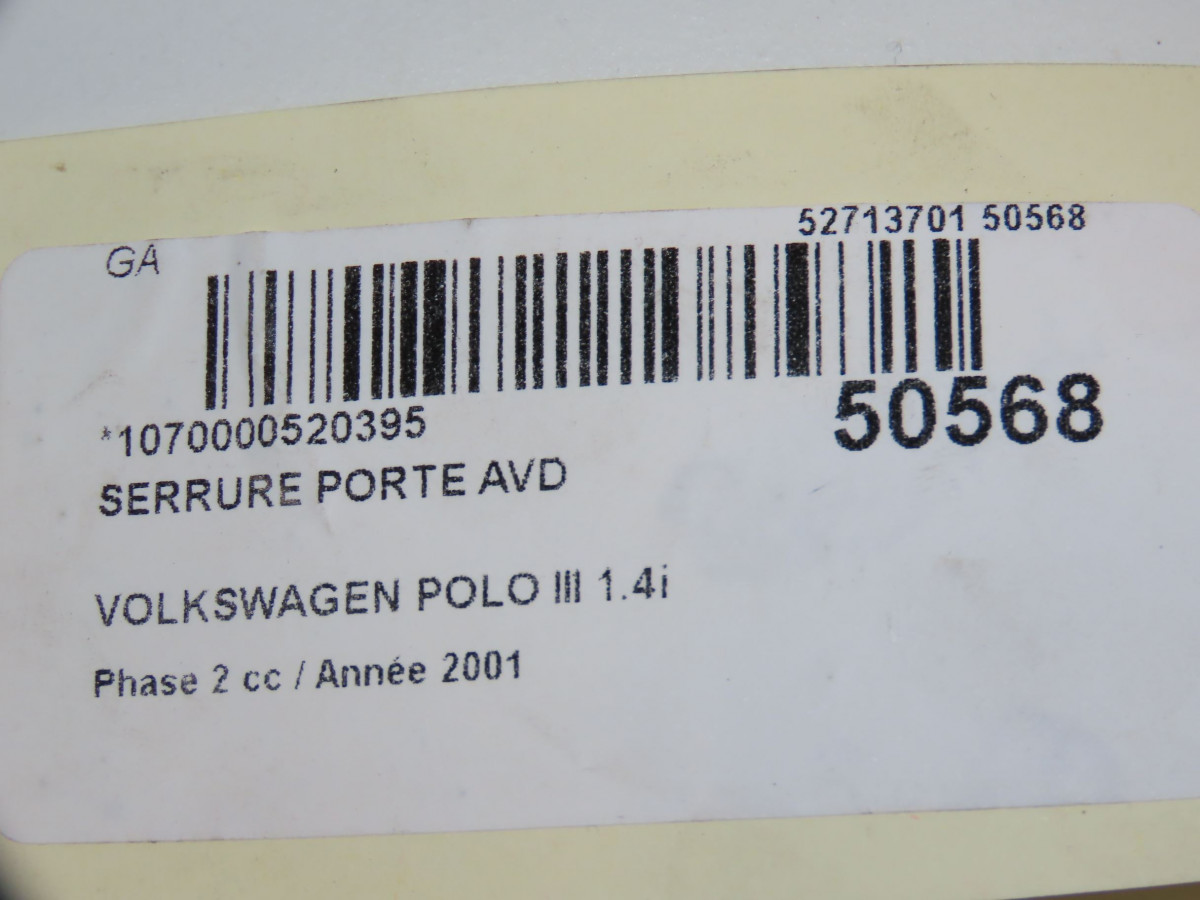 52713701 50568
GA
*1070000520395
50568
SERRURE PORTE AVD
VOLKSWAGEN POLO III 1.4i
Phase 2 cc / Année 2001